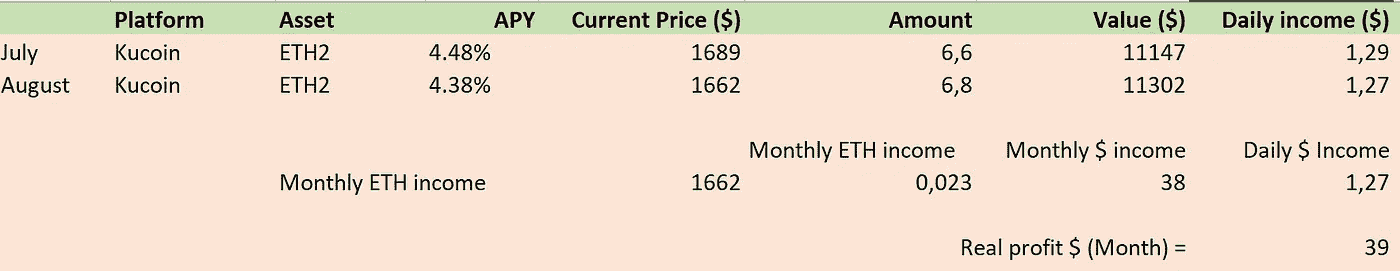 Platform Asset APY Current Price ($) Amount Value ($) Daily income ($)
July Kucoin ETH2 4.48% 1689 6,6 11147 1,29
August Kucoin ETH2 4.38% 1662 6,8 11302 1,27
Monthly ETH income Monthly $ income Daily $ Income
Monthly ETH income 1662 0,023 38 1,27
Real profit $ (Month) = 39